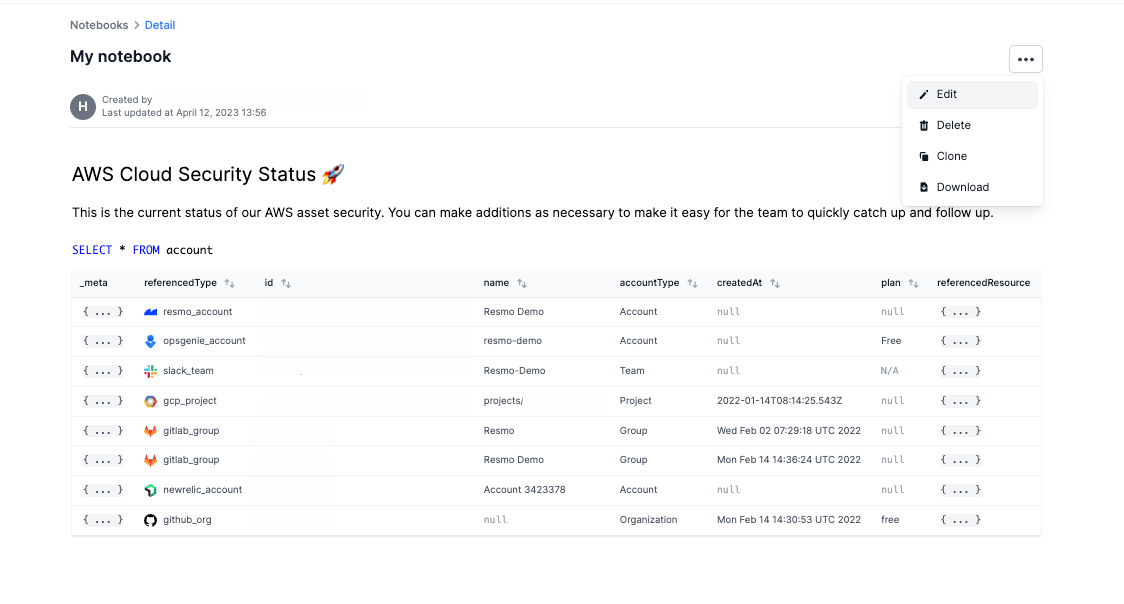 Notebooks > Detail
My notebook
•••
H
Created by
Last updated at April 12, 2023 13:56
Edit
Delete
Clone
Download
AWS Cloud Security Status 🚀
This is the current status of our AWS asset security. You can make additions as necessary to make it easy for the team to quickly catch up and follow up.
SELECT * FROM account
_meta referencedType id name accountType createdAt plan referencedResource
{ ... } resmo_account Resmo Demo Account null null { ... }
{ ... } opsgenie_account resmo-demo Account null Free { ... }
{ ... } slack_team Resmo-Demo Team null N/A { ... }
{ ... } gcp_project projects/ Project 2022-01-14T08:14:25.543Z null { ... }
{ ... } gitlab_group Resmo Group Wed Feb 02 07:29:18 UTC 2022 null { ... }
{ ... } gitlab_group Resmo Demo Group Mon Feb 14 14:36:24 UTC 2022 null { ... }
{ ... } newrelic_account Account 3423378 Account null null { ... }
{ ... } github_org null Organization Mon Feb 14 14:30:53 UTC 2022 free { ... }